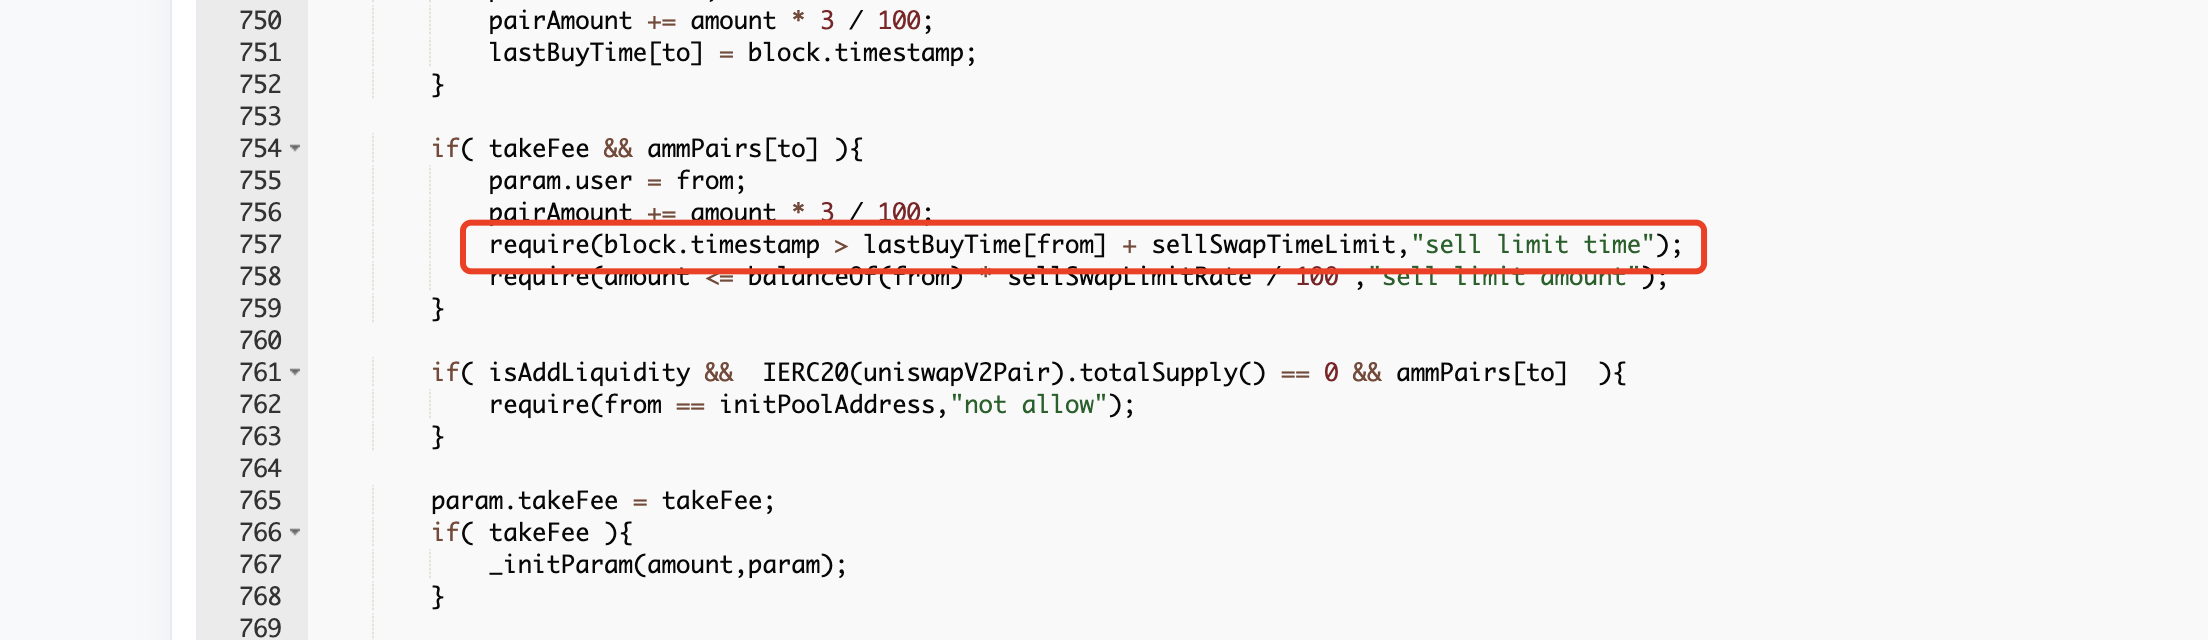 750 pairAmount += amount * 3 / 100;
751 lastBuyTime[to] = block.timestamp;
752 }
753
754 if( takeFee && ammPairs[to] ){
755 param.user = from;
756 pairAmount += amount * 3 / 100;
757 require(block.timestamp > lastBuyTime[from] + sellSwapTimeLimit,"sell limit time");
758 require(amount <= balanceOf(from) * sellSwapLimitRate / 100 ,"sell limit amount");
759 }
760
761 if( isAddLiquidity &&  IERC20(uniswapV2Pair).totalSupply() == 0 && ammPairs[to]  ){
762 require(from == initPoolAddress,"not allow");
763 }
764
765 param.takeFee = takeFee;
766 if( takeFee ){
767 _initParam(amount,param);
768 }
769